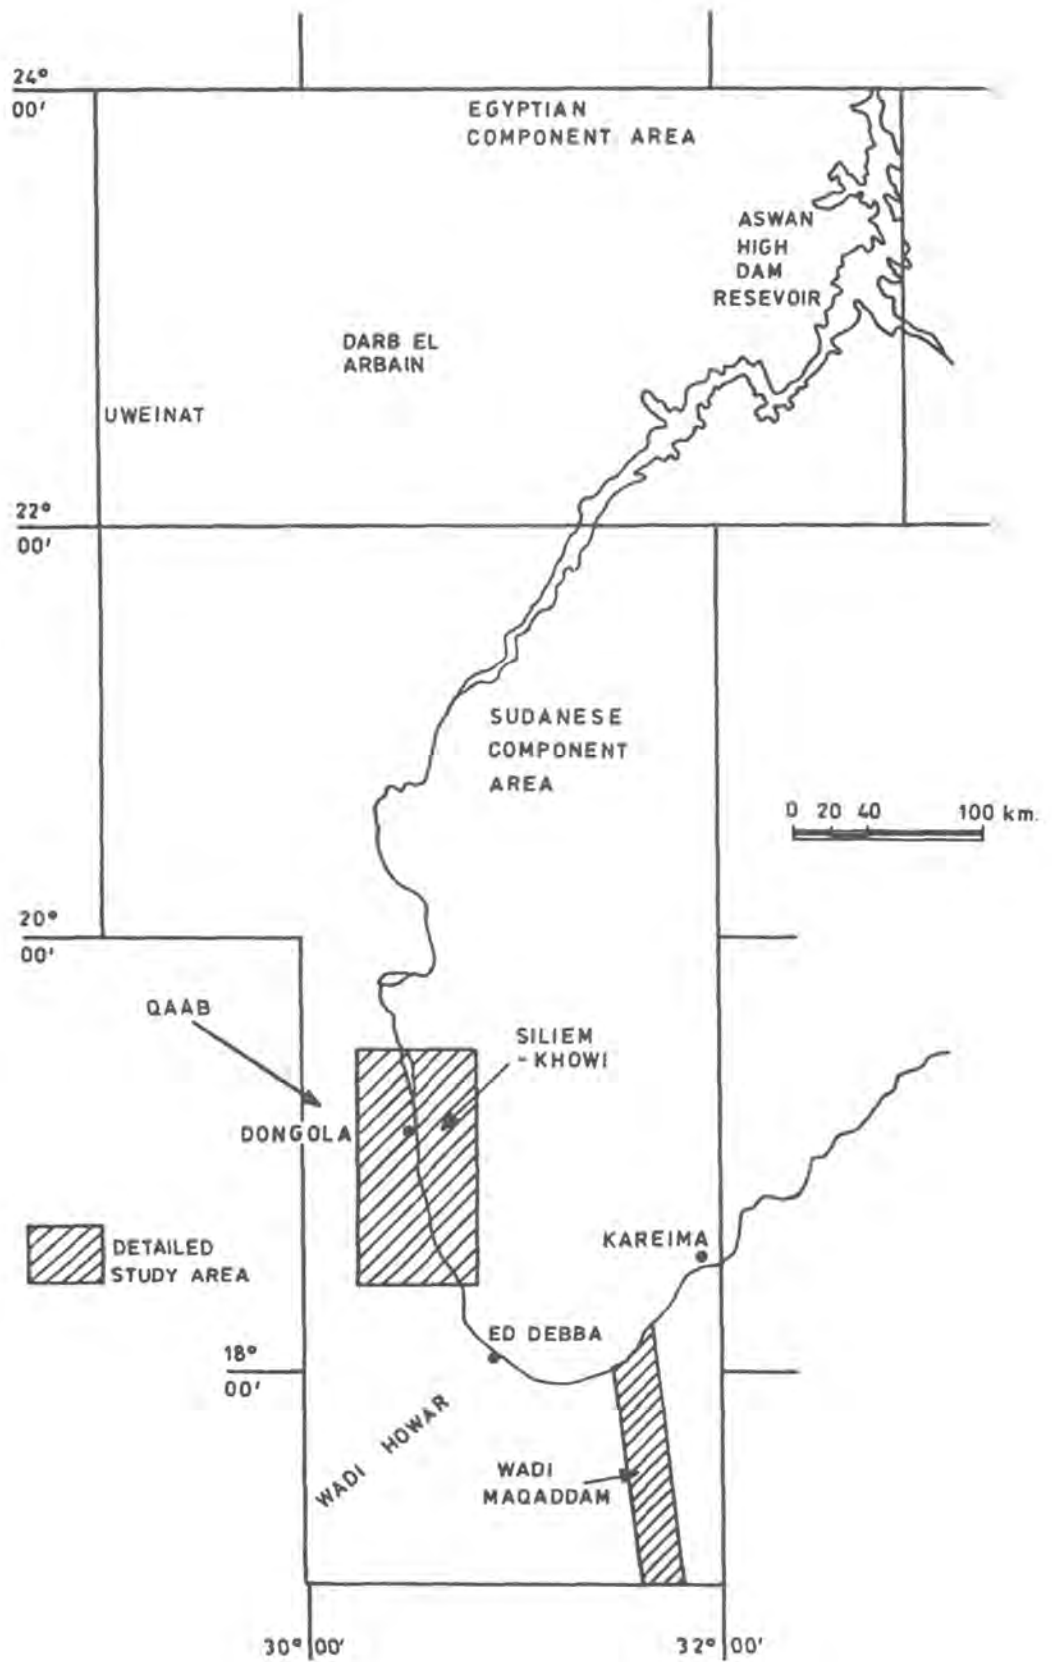 24°
00'
EGYPTIAN
COMPONENT AREA
ASWAN
HIGH
DAM
RESEVOIR
DARB EL
ARBAIN
UWEINAT
22°
00'
SUDANESE
COMPONENT
AREA
0 20 40 100 km.
20°
00'
QAAB
SILIEM
- KHOWI
DONGOLA
KAREIMA
DETAILED
STUDY AREA
ED DEBBA
18°
00'
WADI HOWAR
WADI
MAQADDAM
30° 00'
32° 00'